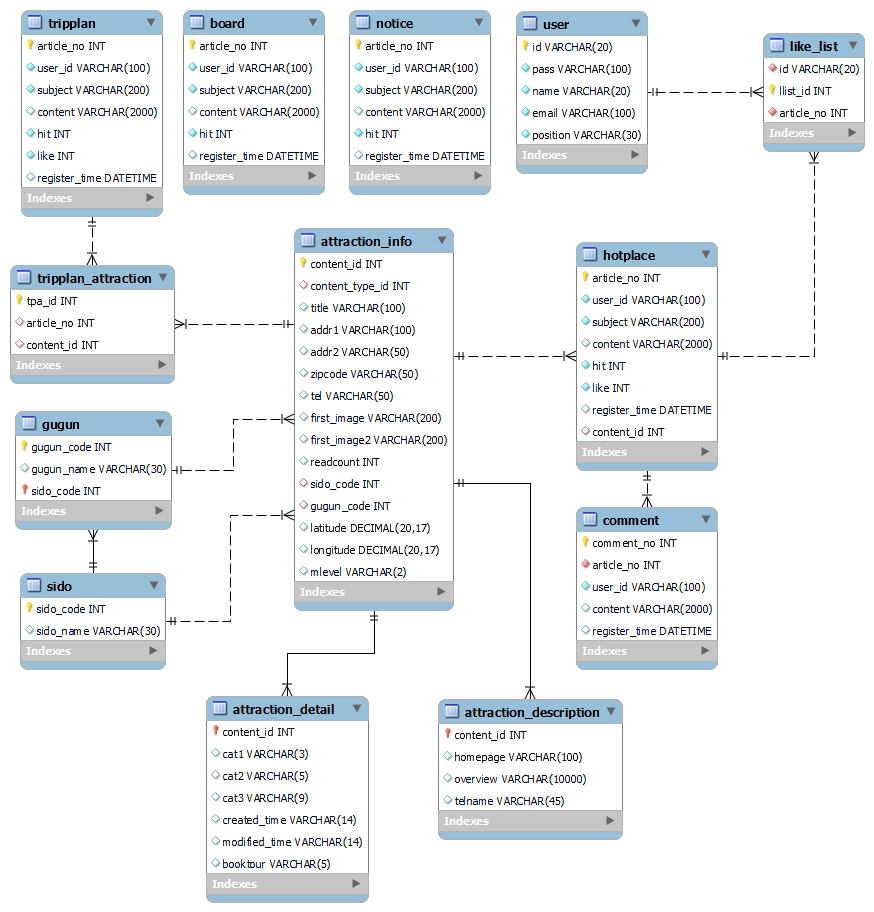 tripplan
article_no INT
user_id VARCHAR(100)
subject VARCHAR(200)
content VARCHAR(2000)
hit INT
like INT
register_time DATETIME
Indexes
board
article_no INT
user_id VARCHAR(100)
subject VARCHAR(200)
content VARCHAR(2000)
hit INT
register_time DATETIME
Indexes
notice
article_no INT
user_id VARCHAR(100)
subject VARCHAR(200)
content VARCHAR(2000)
hit INT
register_time DATETIME
Indexes
user
id VARCHAR(20)
pass VARCHAR(100)
name VARCHAR(20)
email VARCHAR(100)
position VARCHAR(30)
Indexes
like_list
id VARCHAR(20)
llist_id INT
article_no INT
Indexes
tripplan_attraction
tpa_id INT
article_no INT
content_id INT
Indexes
attraction_info
content_id INT
content_type_id INT
title VARCHAR(100)
addr1 VARCHAR(100)
addr2 VARCHAR(50)
zipcode VARCHAR(50)
tel VARCHAR(50)
first_image VARCHAR(200)
first_image2 VARCHAR(200)
readcount INT
sido_code INT
gugun_code INT
latitude DECIMAL(20,17)
longitude DECIMAL(20,17)
mlevel VARCHAR(2)
Indexes
hotplace
article_no INT
user_id VARCHAR(100)
subject VARCHAR(200)
content VARCHAR(2000)
hit INT
like INT
register_time DATETIME
content_id INT
Indexes
gugun
gugun_code INT
gugun_name VARCHAR(30)
sido_code INT
Indexes
comment
comment_no INT
article_no INT
user_id VARCHAR(100)
content VARCHAR(2000)
register_time DATETIME
Indexes
sido
sido_code INT
sido_name VARCHAR(30)
Indexes
attraction_detail
content_id INT
cat1 VARCHAR(3)
cat2 VARCHAR(5)
cat3 VARCHAR(9)
created_time VARCHAR(14)
modified_time VARCHAR(14)
booktour VARCHAR(5)
Indexes
attraction_description
content_id INT
homepage VARCHAR(100)
overview VARCHAR(10000)
telname VARCHAR(45)
Indexes